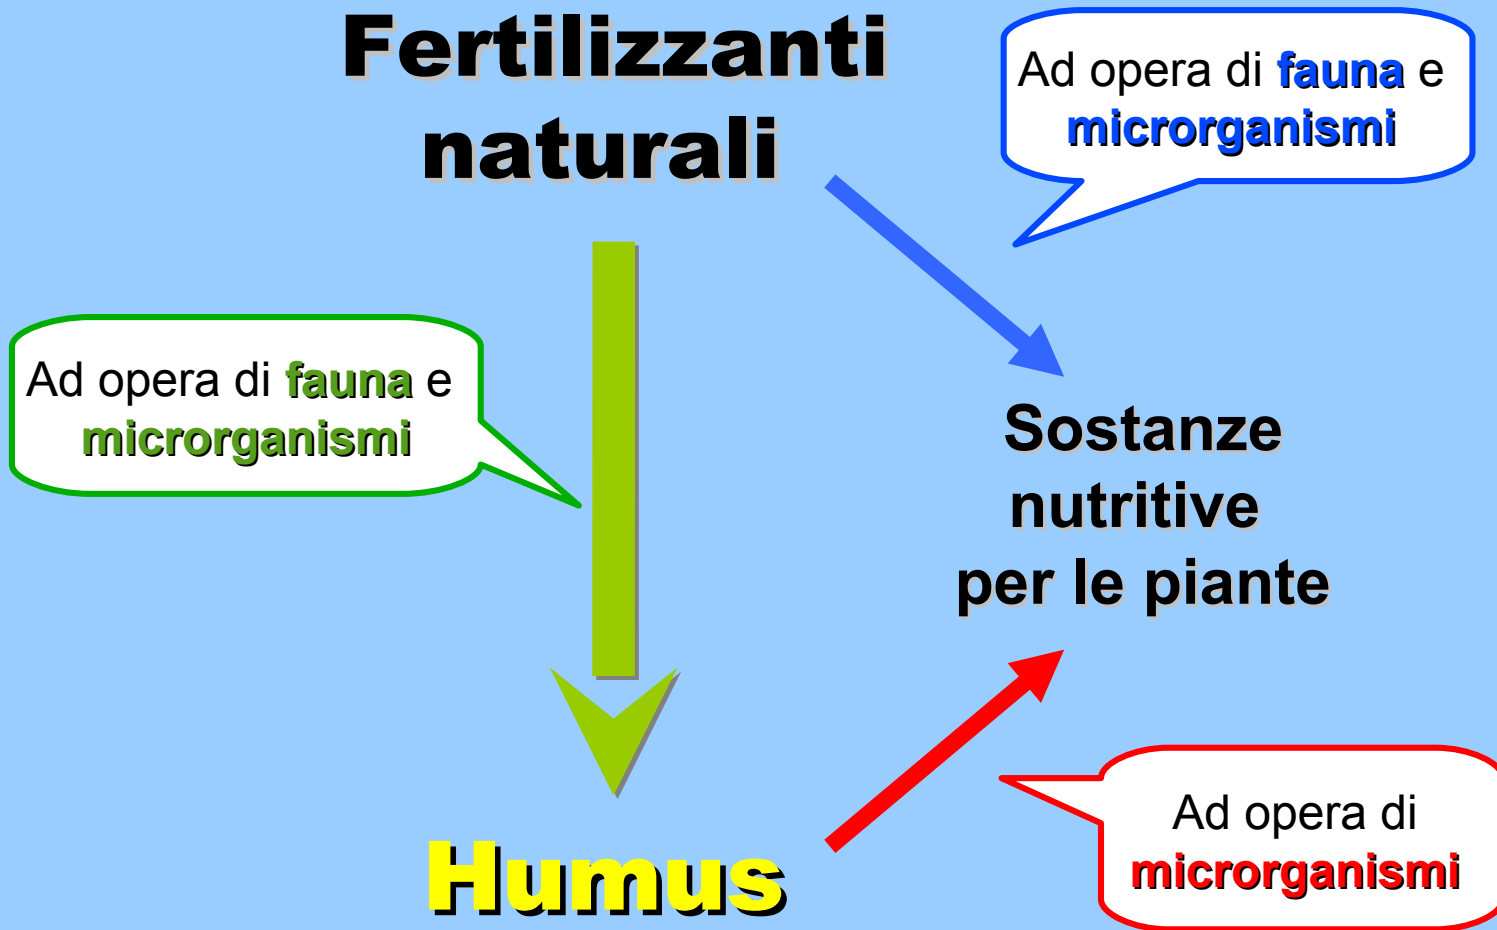 Fertilizzanti
naturali
Ad opera di fauna e
microrganismi
Ad opera di fauna e
microrganismi
Sostanze
nutritive
per le piante
Humus
Ad opera di
microrganismi